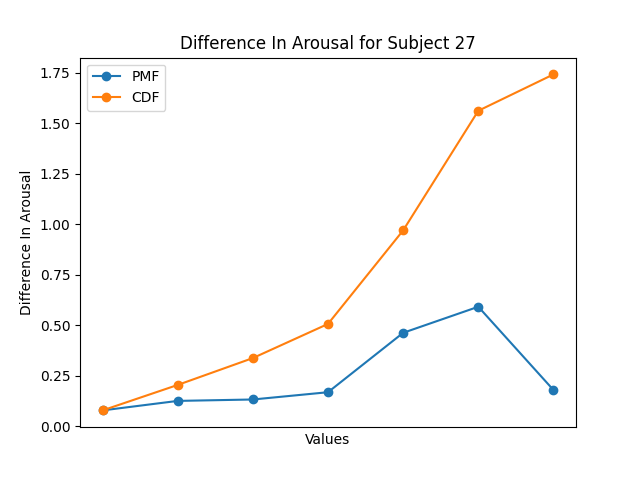 Difference In Arousal for Subject 27
PMF
CDF
1.75
1.50
1.25
1.00
0.75
0.50
0.25
0.00
Difference In Arousal
Values